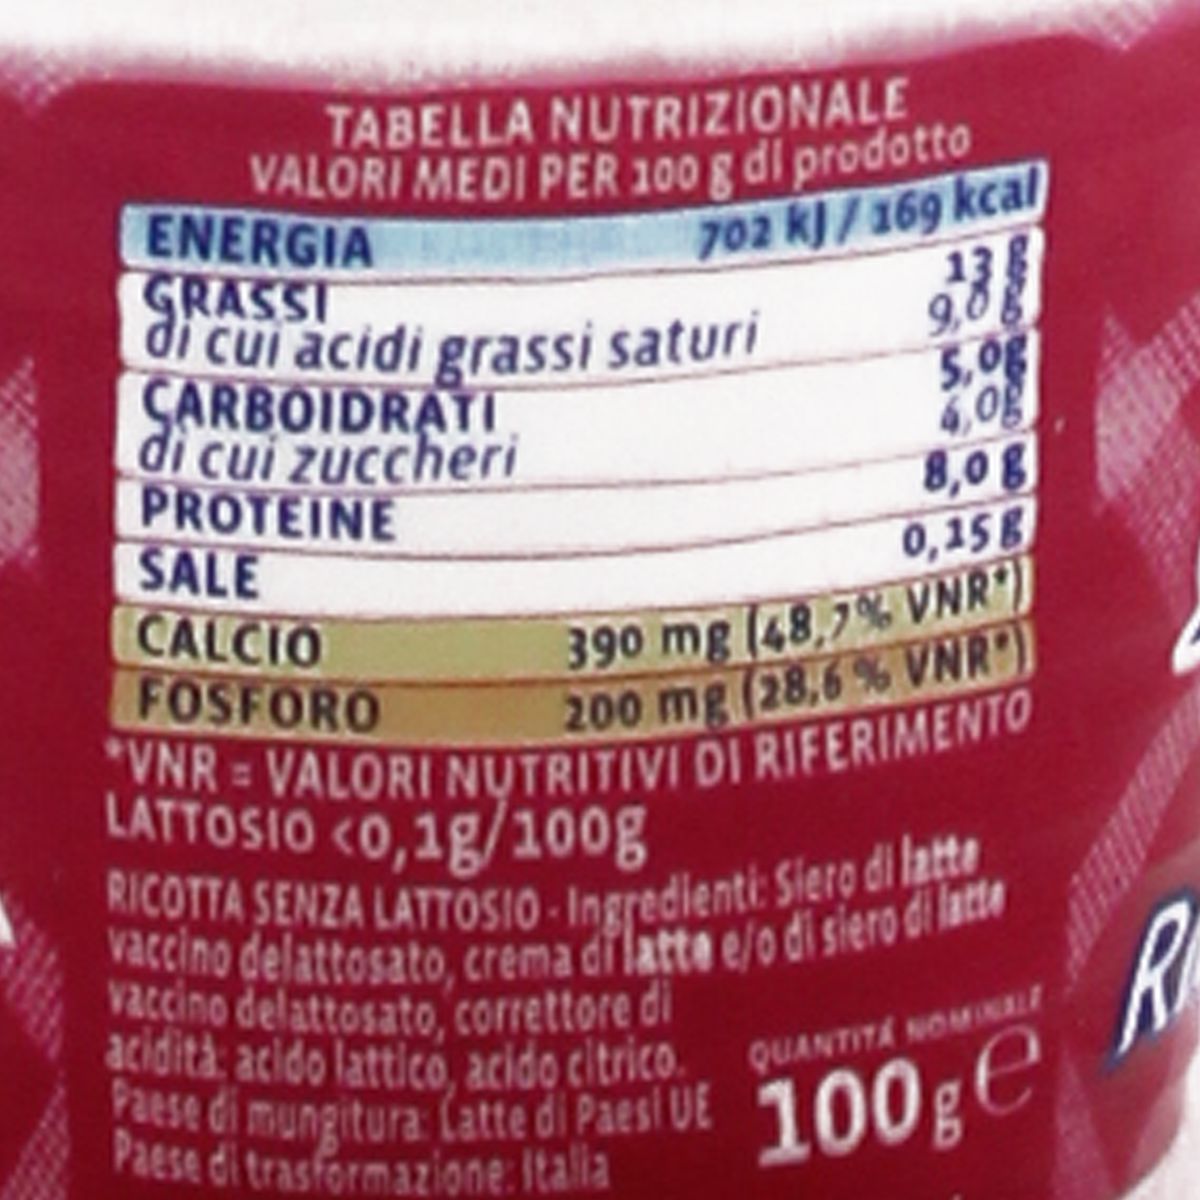 TABELLA NUTRIZIONALE
VALORI MEDI PER 100 g di prodotto
ENERGIA 702 kJ / 169 kcal
GRASSI 13 g
di cui acidi grassi saturi 9,0 g
CARBOIDRATI 5,0g
di cui zuccheri 4,0g
PROTEINE 8,0 g
SALE 0,15 g
CALCIO 390 mg (48,7% VNR*)
FOSFORO 200 mg (28,6 % VNR*)
*VNR = VALORI NUTRITIVI DI RIFERIMENTO
LATTOSIO <0,1g/100g
RICOTTA SENZA LATTOSIO - Ingredienti: Siero di latte
vaccino delattosato, crema di latte e/o di siero di latte
vaccino delattosato, correttore di
acidità: acido lattico, acido citrico.
Paese di mungitura: Latte di Paesi UE
Paese di trasformazione: Italia
QUANTITÀ NOMINALE
100 g e